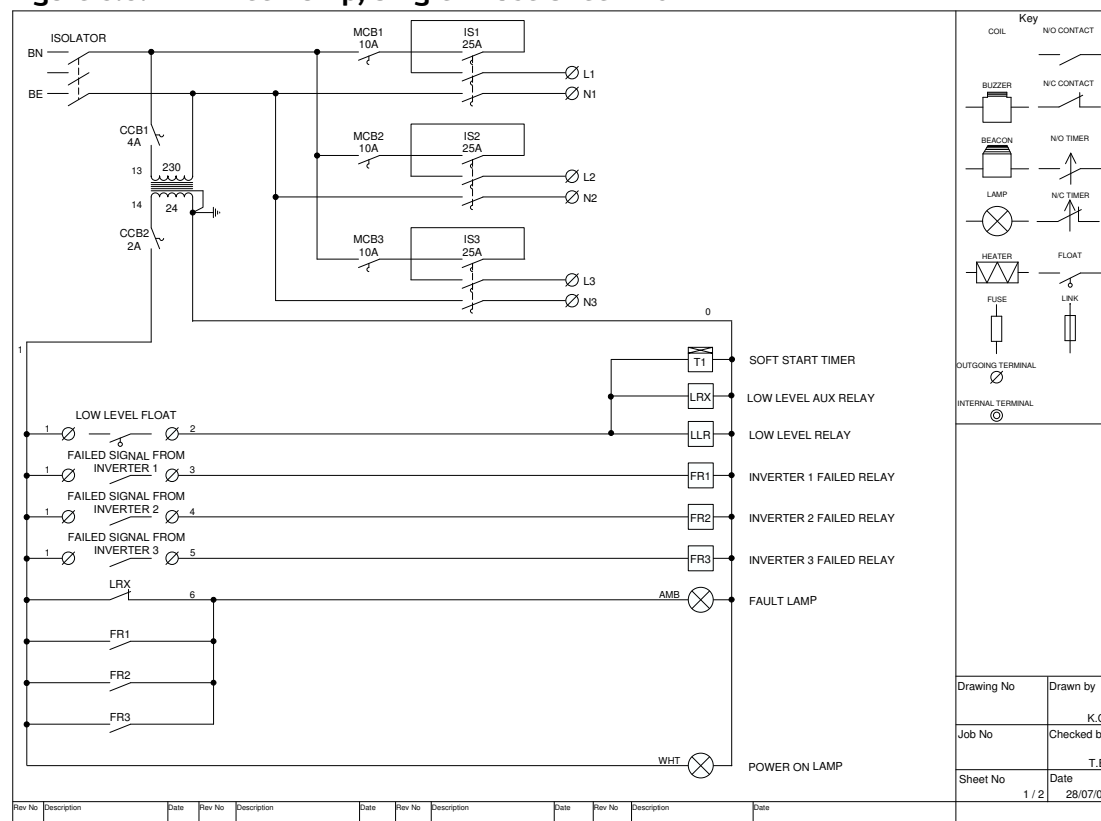 Key
ISOLATOR
BN
BE
MCB1
10A
IS1
25A
L1
N1
CCB1
4A
13
230
14
24
CCB2
2A
MCB2
10A
IS2
25A
L2
N2
MCB3
10A
IS3
25A
L3
N3
0
1
T1
SOFT START TIMER
LRX
LOW LEVEL AUX RELAY
LOW LEVEL FLOAT
1
2
LLR
LOW LEVEL RELAY
FAILED SIGNAL FROM
INVERTER 1
1
3
FR1
INVERTER 1 FAILED RELAY
FAILED SIGNAL FROM
INVERTER 2
1
4
FR2
INVERTER 2 FAILED RELAY
FAILED SIGNAL FROM
INVERTER 3
1
5
FR3
INVERTER 3 FAILED RELAY
LRX
6
AMB
FAULT LAMP
FR1
FR2
FR3
WHT
POWER ON LAMP
COIL
N/O CONTACT
BUZZER
N/C CONTACT
BEACON
N/O TIMER
LAMP
N/C TIMER
HEATER
FLOAT
FUSE
LINK
OUTGOING TERMINAL
INTERNAL TERMINAL
Drawing No
Drawn by
Job No
Sheet No
1 / 2
Date
Rev No Description Date Rev No Description Date Rev No Description Date Rev No Description Date